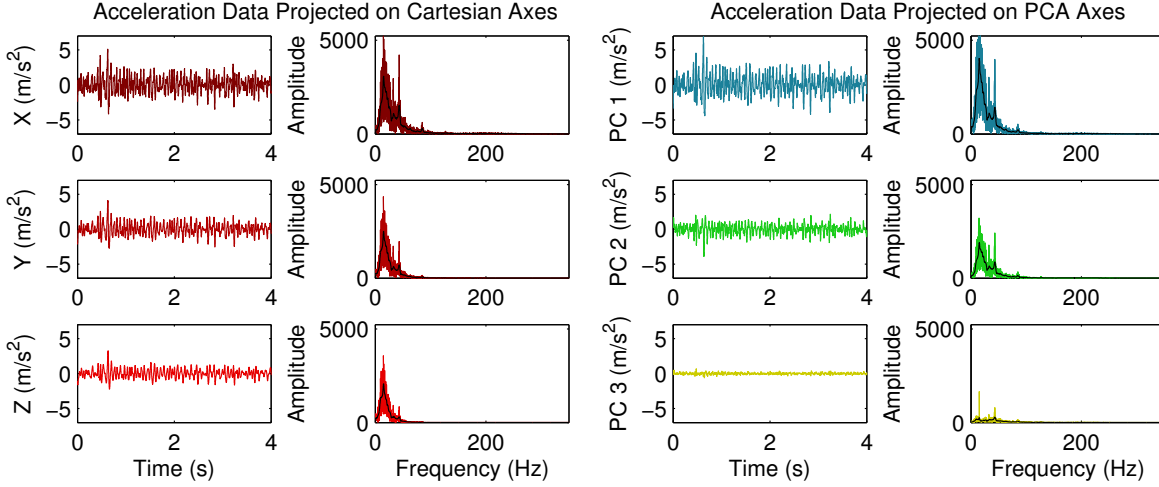 Acceleration Data Projected on Cartesian Axes
Acceleration Data Projected on PCA Axes
X (m/s²)
5
0
−5
0 2 4
Amplitude
5000
0
0 200
PC 1 (m/s²)
5
0
−5
0 2 4
Amplitude
5000
0
0 200
Y (m/s²)
5
0
−5
0 2 4
Amplitude
5000
0
0 200
PC 2 (m/s²)
5
0
−5
0 2 4
Amplitude
5000
0
0 200
Z (m/s²)
5
0
−5
0 2 4
Time (s)
Amplitude
5000
0
0 200
Frequency (Hz)
PC 3 (m/s²)
5
0
−5
0 2 4
Time (s)
Amplitude
5000
0
0 200
Frequency (Hz)